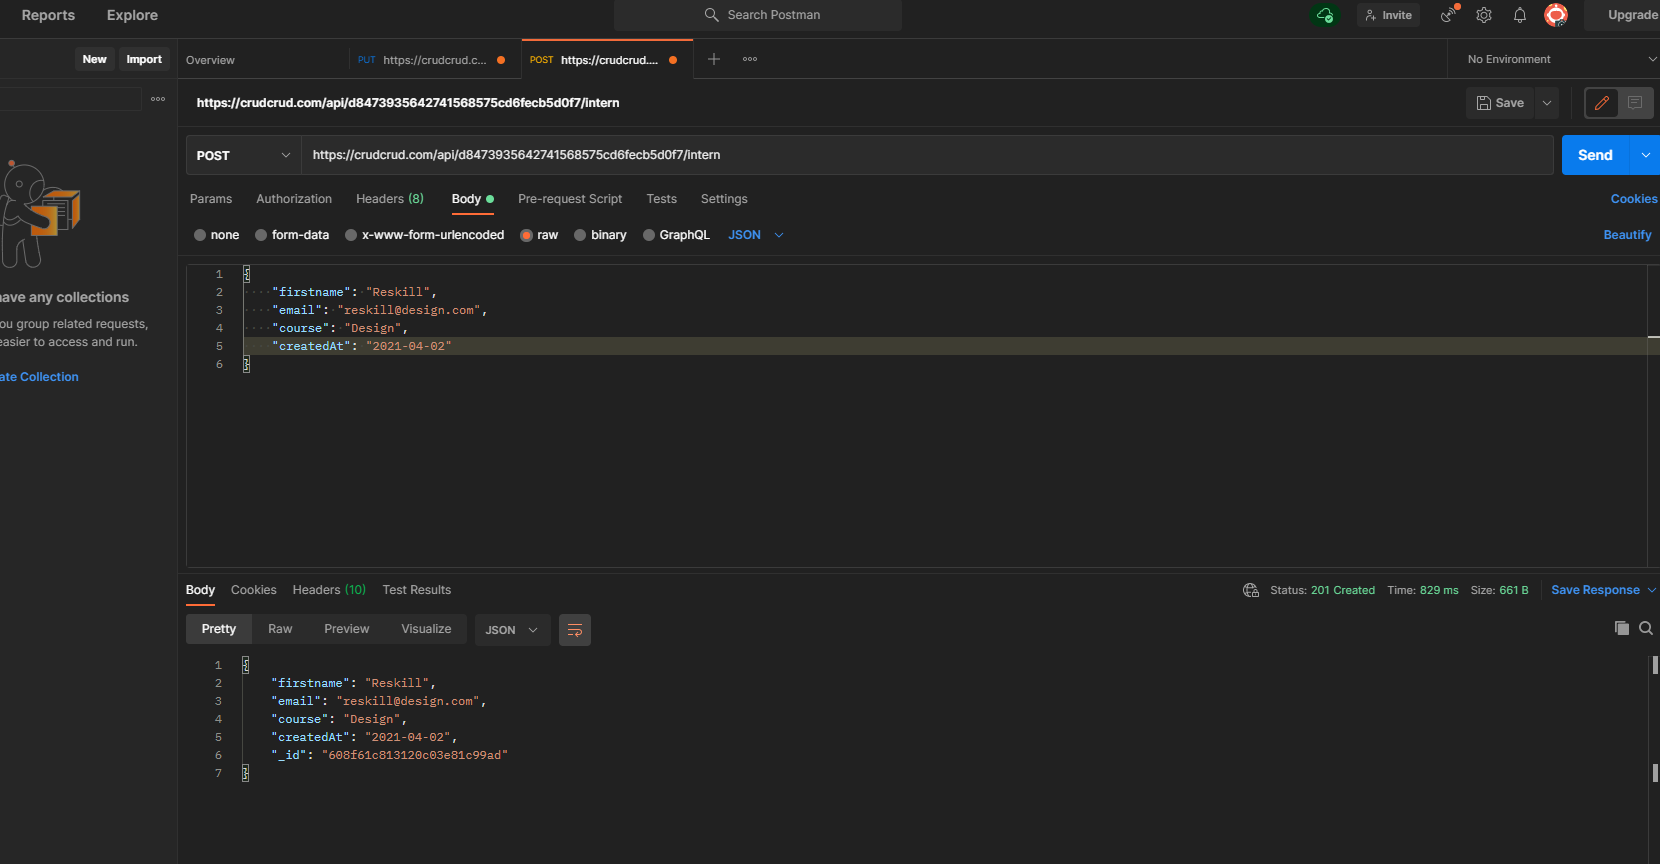 Reports Explore Search Postman Invite Upgrade
New Import Overview PUT https://crudcrud.c... POST https://crudcrud.... No Environment
https://crudcrud.com/api/d8473935642741568575cd6fecb5d0f7/intern Save
POST https://crudcrud.com/api/d8473935642741568575cd6fecb5d0f7/intern Send
Params Authorization Headers (8) Body Pre-request Script Tests Settings Cookies
none form-data x-www-form-urlencoded raw binary GraphQL JSON Beautify
1 {
2 "firstname": "Reskill",
3 "email": "reskill@design.com",
4 "course": "Design",
5 "createdAt": "2021-04-02"
6 }
have any collections
ou group related requests,
easier to access and run.
ate Collection
Body Cookies Headers (10) Test Results Status: 201 Created Time: 829 ms Size: 661 B Save Response
Pretty Raw Preview Visualize JSON
1 {
2 "firstname": "Reskill",
3 "email": "reskill@design.com",
4 "course": "Design",
5 "createdAt": "2021-04-02",
6 "_id": "608f61c813120c03e81c99ad"
7 }